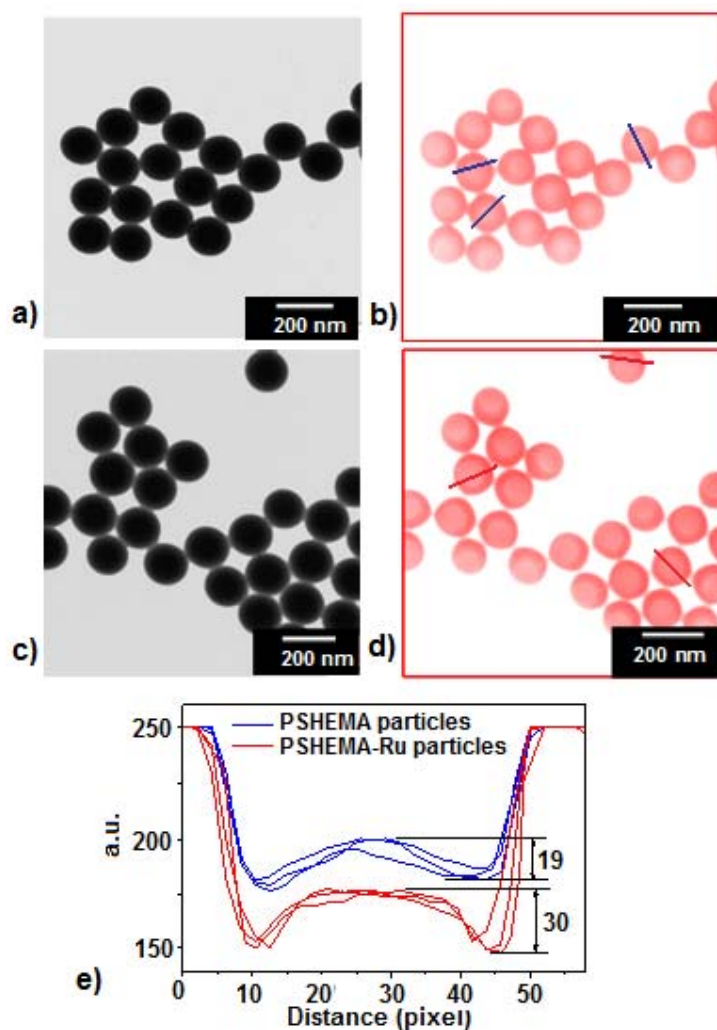 a)
200 nm
b)
200 nm
c)
200 nm
d)
200 nm
250
200
150
a.u.
PSHEMA particles
PSHEMA-Ru particles
19
30
e)
0
10
20
30
40
50
Distance (pixel)